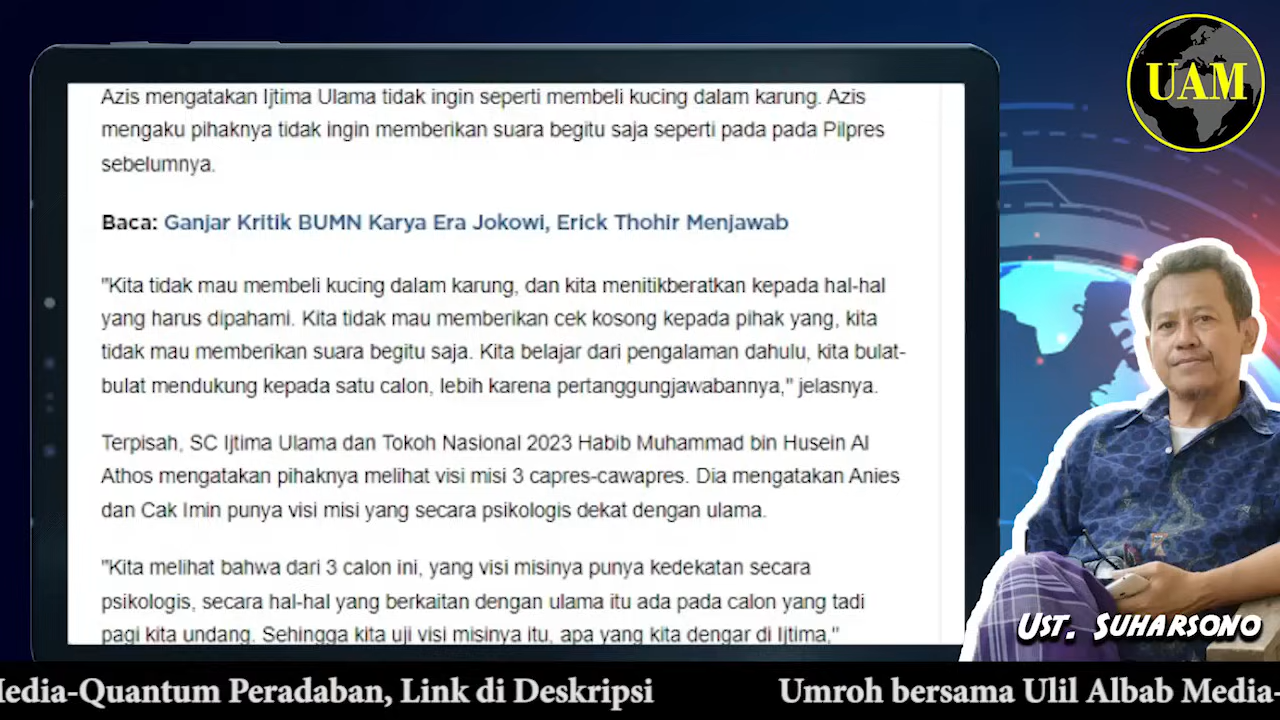 UAM
Azis mengatakan Ijtima Ulama tidak ingin seperti membeli kucing dalam karung. Azis
mengaku pihaknya tidak ingin memberikan suara begitu saja seperti pada pada Pilpres
sebelumnya.
Baca: Ganjar Kritik BUMN Karya Era Jokowi, Erick Thohir Menjawab
"Kita tidak mau membeli kucing dalam karung, dan kita menitikberatkan kepada hal-hal
yang harus dipahami. Kita tidak mau memberikan cek kosong kepada pihak yang, kita
tidak mau memberikan suara begitu saja. Kita belajar dari pengalaman dahulu, kita bulat-
bulat mendukung kepada satu calon, lebih karena pertanggungjawabannya," jelasnya.
Terpisah, SC Ijtima Ulama dan Tokoh Nasional 2023 Habib Muhammad bin Husein Al
Athos mengatakan pihaknya melihat visi misi 3 capres-cawapres. Dia mengatakan Anies
dan Cak Imin punya visi misi yang secara psikologis dekat dengan ulama.
"Kita melihat bahwa dari 3 calon ini, yang visi misinya punya kedekatan secara
psikologis, secara hal-hal yang berkaitan dengan ulama itu ada pada calon yang tadi
pagi kita undang. Sehingga kita uji visi misinya itu, apa yang kita dengar di Ijtima,"
Ust. Suharsono
Media-Quantum Peradaban, Link di Deskripsi
Umroh bersama Ulil Albab Media-